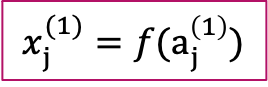 x_j^{(1)} = f(a_j^{(1)})